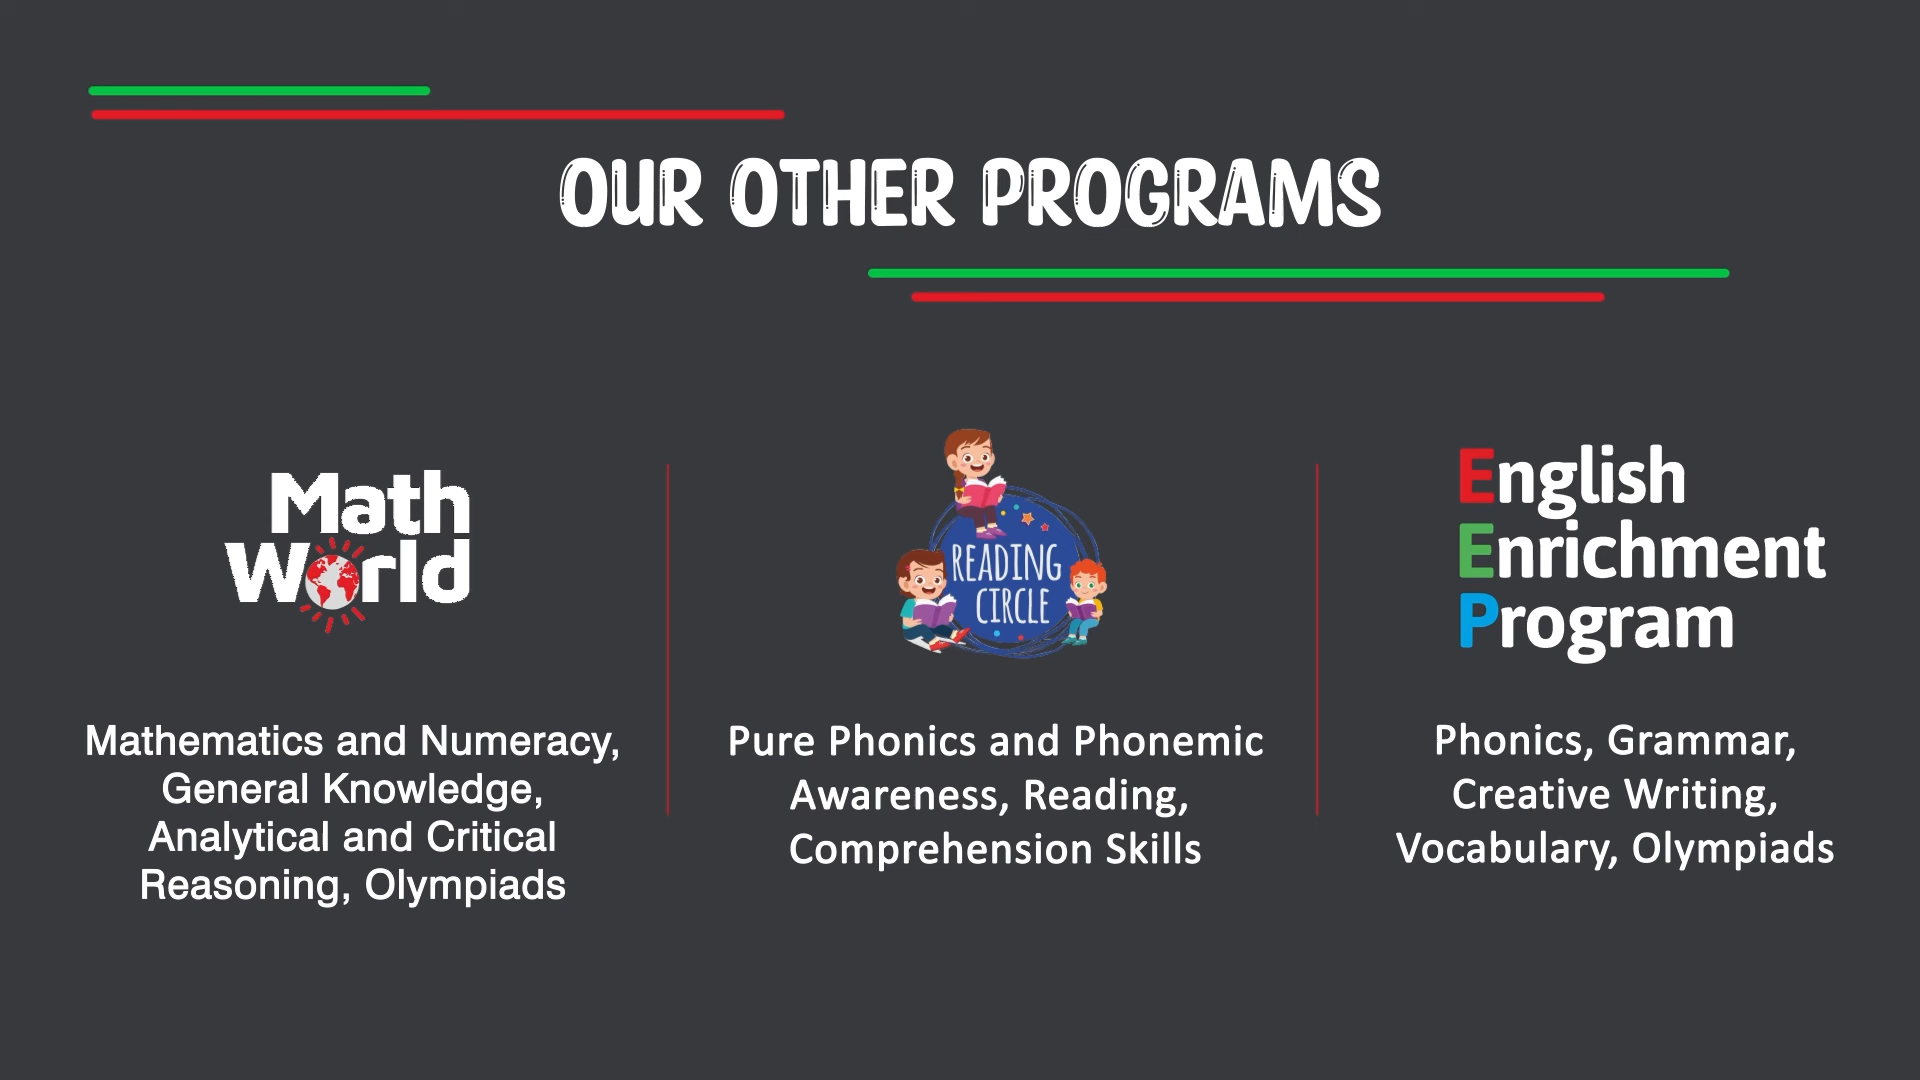 OUR OTHER PROGRAMS
Math
World
Mathematics and Numeracy,
General Knowledge,
Analytical and Critical
Reasoning, Olympiads
READING
CIRCLE
Pure Phonics and Phonemic
Awareness, Reading,
Comprehension Skills
English
Enrichment
Program
Phonics, Grammar,
Creative Writing,
Vocabulary, Olympiads